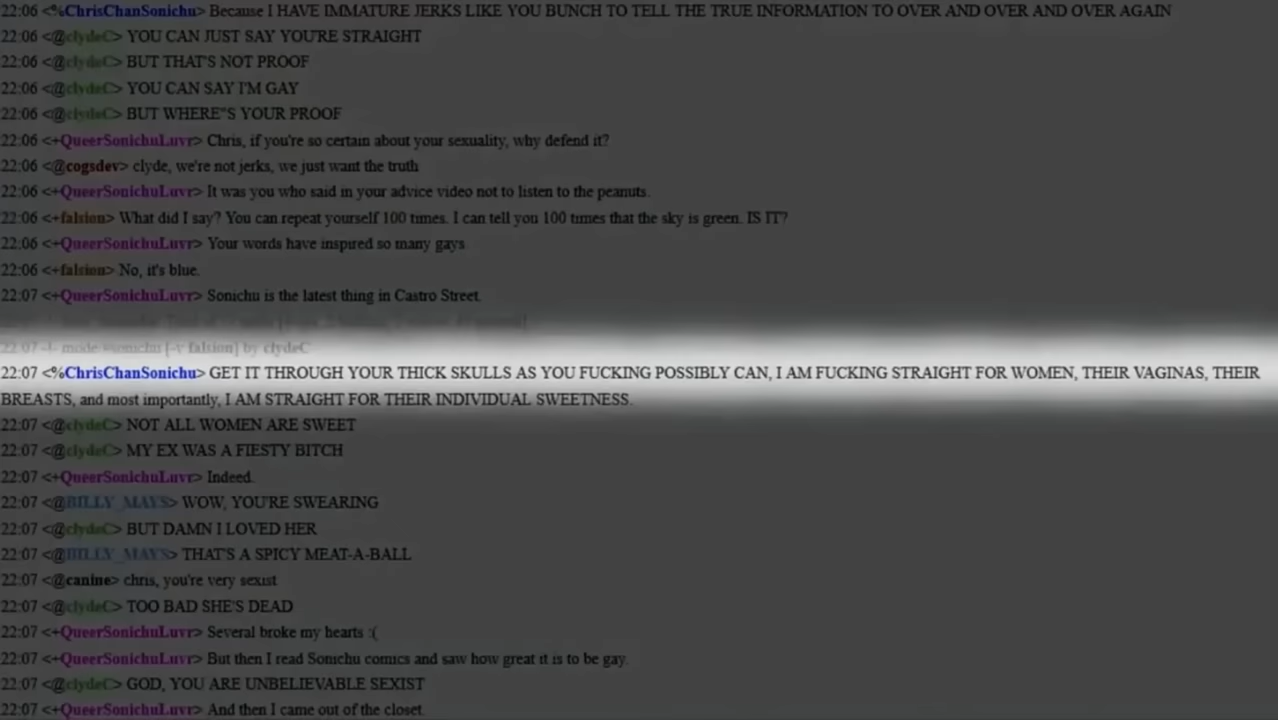 22:06 <%ChrisChanSonichu> Because I HAVE IMMATURE JERKS LIKE YOU BUNCH TO TELL THE TRUE INFORMATION TO OVER AND OVER AND OVER AGAIN
22:06 <@clydeC> YOU CAN JUST SAY YOU'RE STRAIGHT
22:06 <@clydeC> BUT THAT'S NOT PROOF
22:06 <@clydeC> YOU CAN SAY I'M GAY
22:06 <@clydeC> BUT WHERE"S YOUR PROOF
22:06 <+QueerSonichuLuvr> Chris, if you're so certain about your sexuality, why defend it?
22:06 <@cogsdev> clyde, we're not jerks, we just want the truth
22:06 <+QueerSonichuLuvr> It was you who said in your advice video not to listen to the peanuts.
22:06 <+falsion> What did I say? You can repeat yourself 100 times. I can tell you 100 times that the sky is green. IS IT?
22:06 <+QueerSonichuLuvr> Your words have inspired so many gays
22:06 <+falsion> No, it's blue.
22:07 <+QueerSonichuLuvr> Sonichu is the latest thing in Castro Street.
22:07 -!- mode/#sonichu [-v falsion] by clydeC
22:07 <%ChrisChanSonichu> GET IT THROUGH YOUR THICK SKULLS AS YOU FUCKING POSSIBLY CAN, I AM FUCKING STRAIGHT FOR WOMEN, THEIR VAGINAS, THEIR
BREASTS, and most importantly, I AM STRAIGHT FOR THEIR INDIVIDUAL SWEETNESS.
22:07 <@clydeC> NOT ALL WOMEN ARE SWEET
22:07 <@clydeC> MY EX WAS A FIESTY BITCH
22:07 <+QueerSonichuLuvr> Indeed.
22:07 <@BILLY_MAYS> WOW, YOU'RE SWEARING
22:07 <@clydeC> BUT DAMN I LOVED HER
22:07 <@BILLY_MAYS> THAT'S A SPICY MEAT-A-BALL
22:07 <@canine> chris, you're very sexist
22:07 <@clydeC> TOO BAD SHE'S DEAD
22:07 <+QueerSonichuLuvr> Several broke my hearts :(
22:07 <+QueerSonichuLuvr> But then I read Sonichu comics and saw how great it is to be gay.
22:07 <@clydeC> GOD, YOU ARE UNBELIEVABLE SEXIST
22:07 <+QueerSonichuLuvr> And then I came out of the closet.